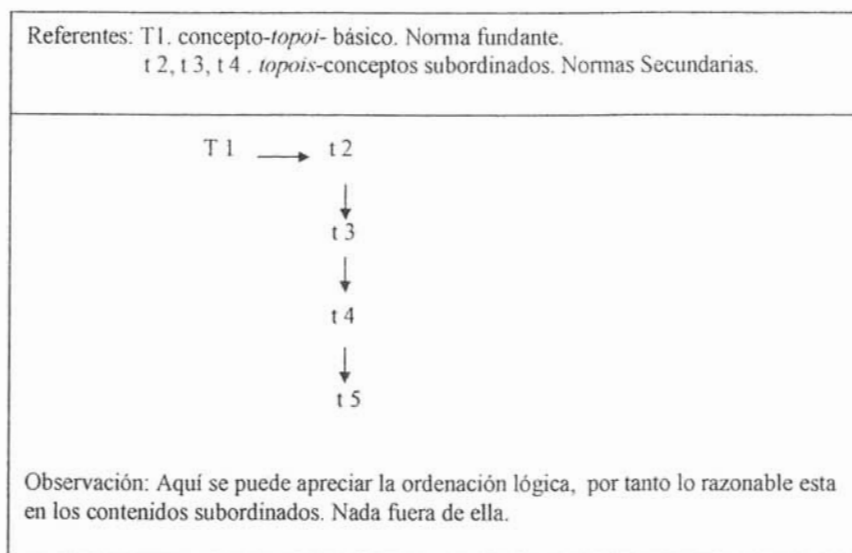 Referentes: T1. concepto-topoi- básico. Norma fundante.
t 2, t 3, t 4 . topois-conceptos subordinados. Normas Secundarias.
T 1 t 2
t 3
t 4
t 5
Observación: Aquí se puede apreciar la ordenación lógica, por tanto lo razonable esta
en los contenidos subordinados. Nada fuera de ella.